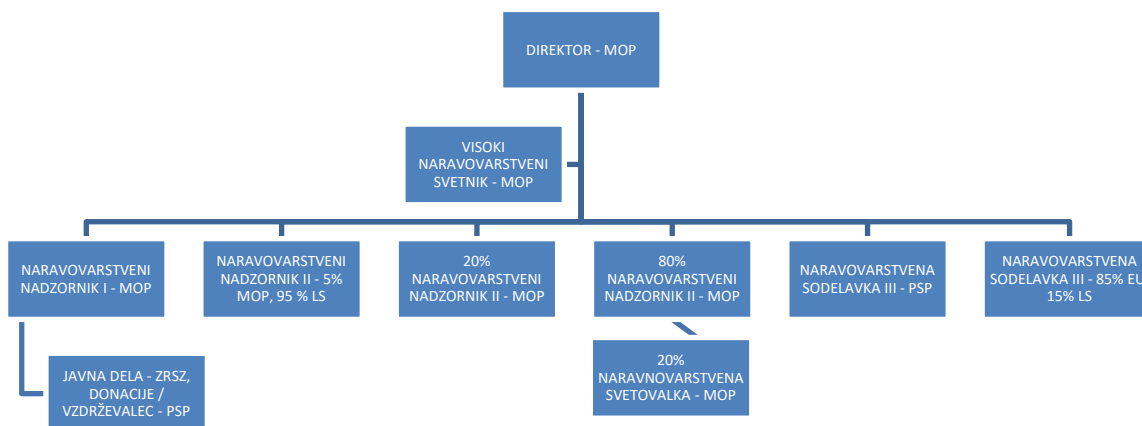 DIREKTOR - MOP
VISOKI
NARAVOVARSTVENI
SVETNIK - MOP
NARAVOVARSTVENI
NADZORNIK I - MOP
NARAVOVARSTVENI
NADZORNIK II - 5%
MOP, 95 % LS
20%
NARAVOVARSTVENI
NADZORNIK II - MOP
80%
NARAVOVARSTVENI
NADZORNIK II - MOP
NARAVOVARSTVENA
SODELAVKA III - PSP
NARAVOVARSTVENA
SODELAVKA III - 85% EU,
15% LS
JAVNA DELA - ZRSZ,
DONACIJE /
VZDRŽEVALEC - PSP
20%
NARAVNOVARSTVENA
SVETOVALKA - MOP